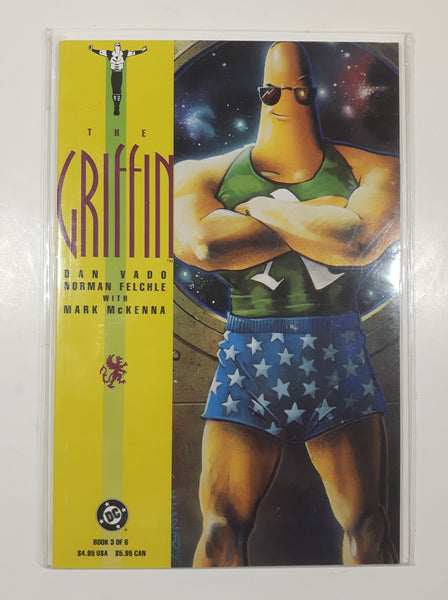 THE
GRIFFIN™
DAN VADO
NORMAN FELCHLE
WITH
MARK McKENNA
DC
BOOK 3 OF 6
$4.95 USA $5.95 CAN